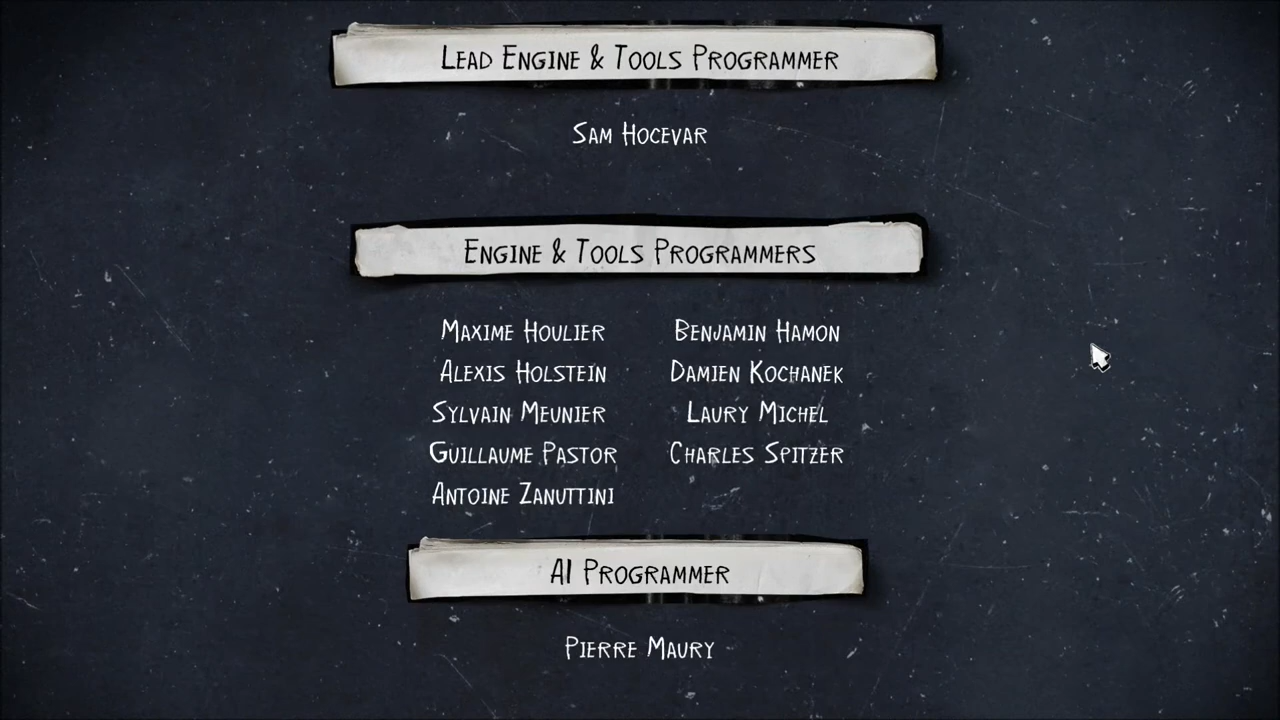 Lead Engine & Tools Programmer
Sam Hocevar
Engine & Tools Programmers
Maxime Houlier Benjamin Hamon
Alexis Holstein Damien Kochanek
Sylvain Meunier Laury Michel
Guillaume Pastor Charles Spitzer
Antoine Zanuttini
AI Programmer
Pierre Maury